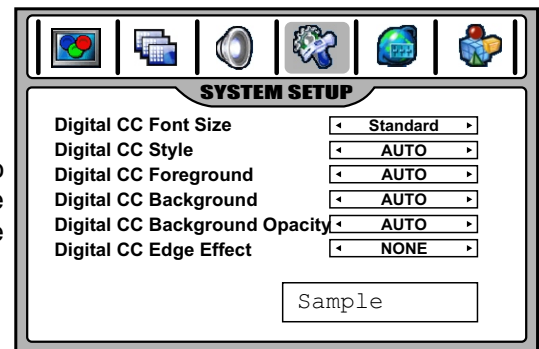 SYSTEM SETUP
Digital CC Font Size Standard
Digital CC Style AUTO
Digital CC Foreground AUTO
Digital CC Background AUTO
Digital CC Background Opacity AUTO
Digital CC Edge Effect NONE
Sample